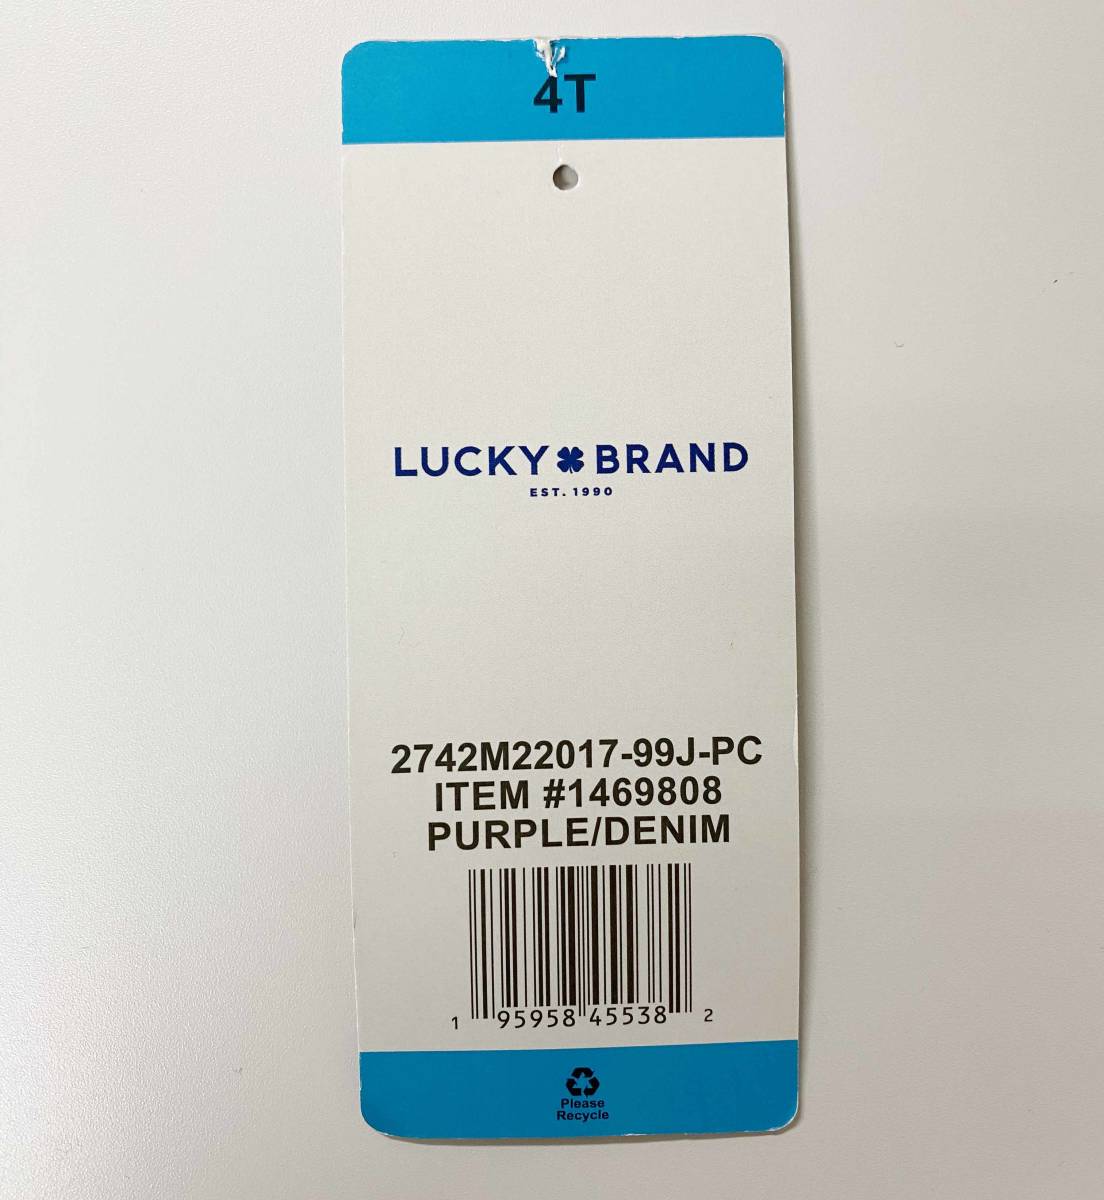 4T
LUCKY BRAND
EST. 1990
2742M22017-99J-PC
ITEM #1469808
PURPLE/DENIM
1 95958 45538 2
Please
Recycle